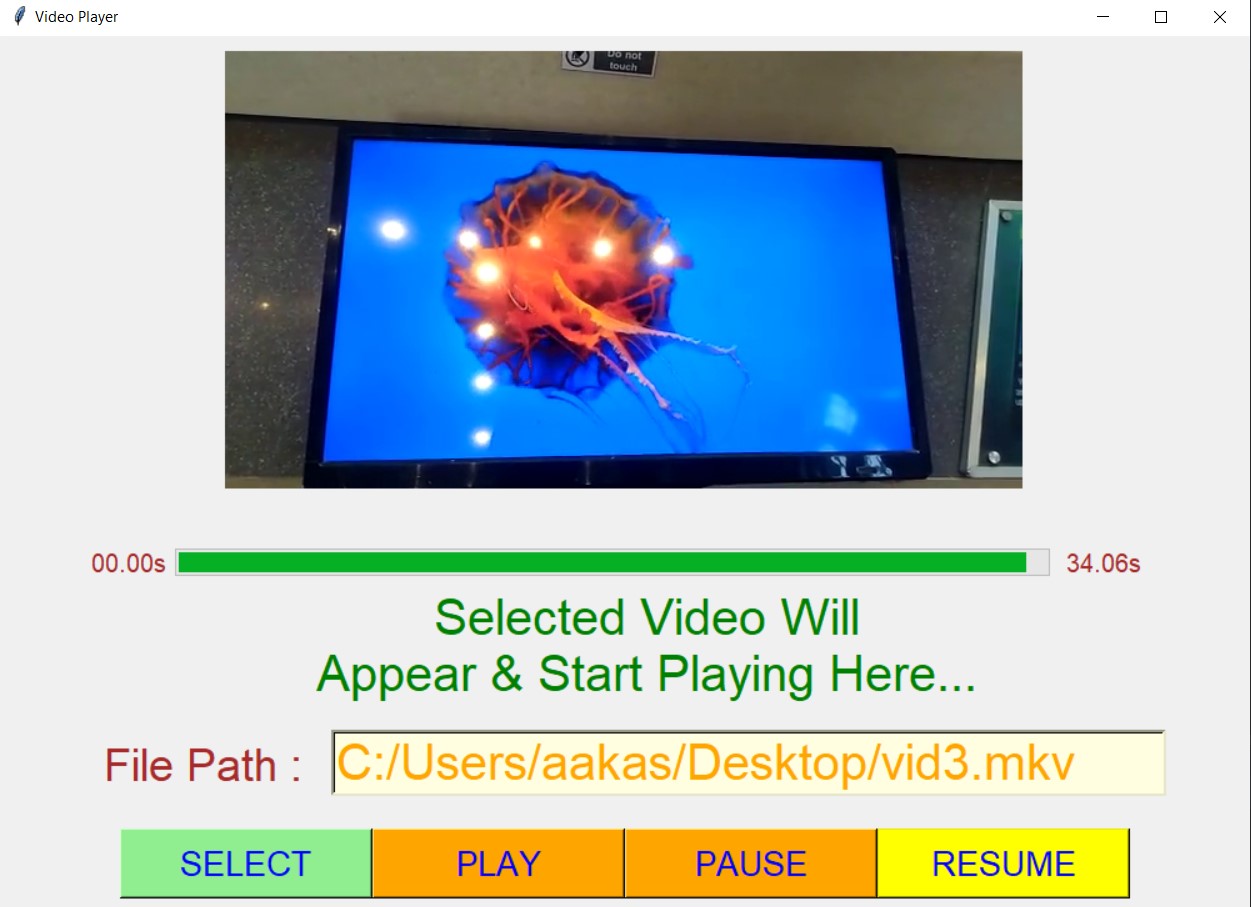 Video Player
Do not
touch
00.00s
34.06s
Selected Video Will
Appear & Start Playing Here...
File Path :
C:/Users/aakas/Desktop/vid3.mkv
SELECT
PLAY
PAUSE
RESUME